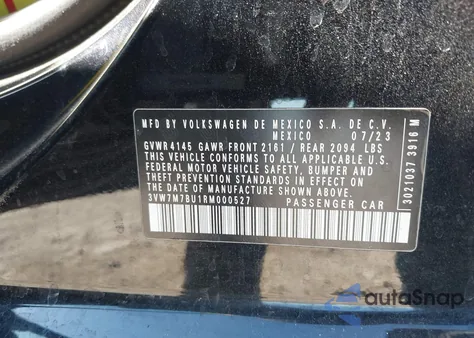 MFD BY VOLKSWAGEN DE MEXICO S.A. DE C.V.
MEXICO 07/23
GVWR 4145 GAWR FRONT 2161 / REAR 2094 LBS
THIS VEHICLE CONFORMS TO ALL APPLICABLE U.S.
FEDERAL MOTOR VEHICLE SAFETY, BUMPER AND
THEFT PREVENTION STANDARDS IN EFFECT ON
THE DATE OF MANUFACTURE SHOWN ABOVE.
3VW7M7BU1RM000527 PASSENGER CAR
3021037 3916 M
autoSnap